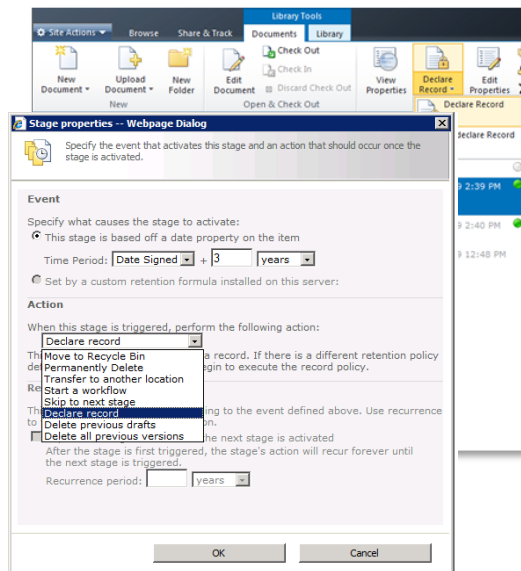 Library Tools
Site Actions Browse Share & Track Documents Library
New Document
Upload Document
New Folder
New
Edit Document
Check Out
Check In
Discard Check Out
Open & Check Out
View Properties
Declare Record
Edit Properties
Declare Record
declare Record
Stage properties -- Webpage Dialog
Specify the event that activates this stage and an action that should occur once the
stage is activated.
2:39 PM
2:40 PM
12:48 PM
Event
Specify what causes the stage to activate:
This stage is based off a date property on the item
Time Period: Date Signed + 3 years
Set by a custom retention formula installed on this server:
Action
When this stage is triggered, perform the following action:
Declare record
Move to Recycle Bin
Permanently Delete
Transfer to another location
Start a workflow
Skip to next stage
Declare record
Delete previous drafts
Delete all previous versions
a record. If there is a different retention policy
gin to execute the record policy.
ing to the event defined above. Use recurrence
on.
the next stage is activated
After the stage is first triggered, the stage's action will recur forever until
the next stage is triggered.
Recurrence period: years
OK Cancel